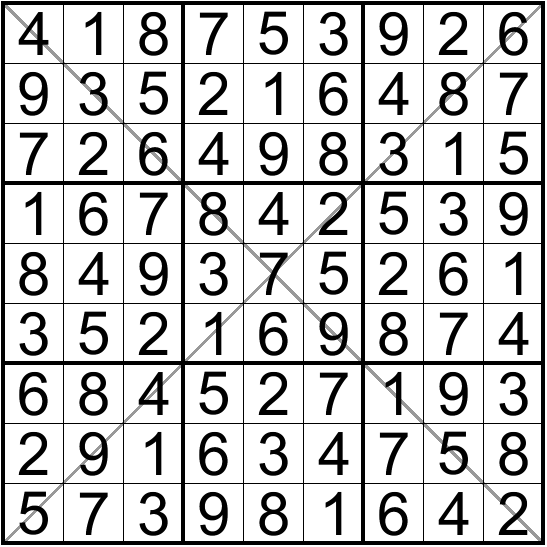 4 1 8 7 5 3 9 2 6
9 3 5 2 1 6 4 8 7
7 2 6 4 9 8 3 1 5
1 6 7 8 4 2 5 3 9
8 4 9 3 7 5 2 6 1
3 5 2 1 6 9 8 7 4
6 8 4 5 2 7 1 9 3
2 9 1 6 3 4 7 5 8
5 7 3 9 8 1 6 4 2